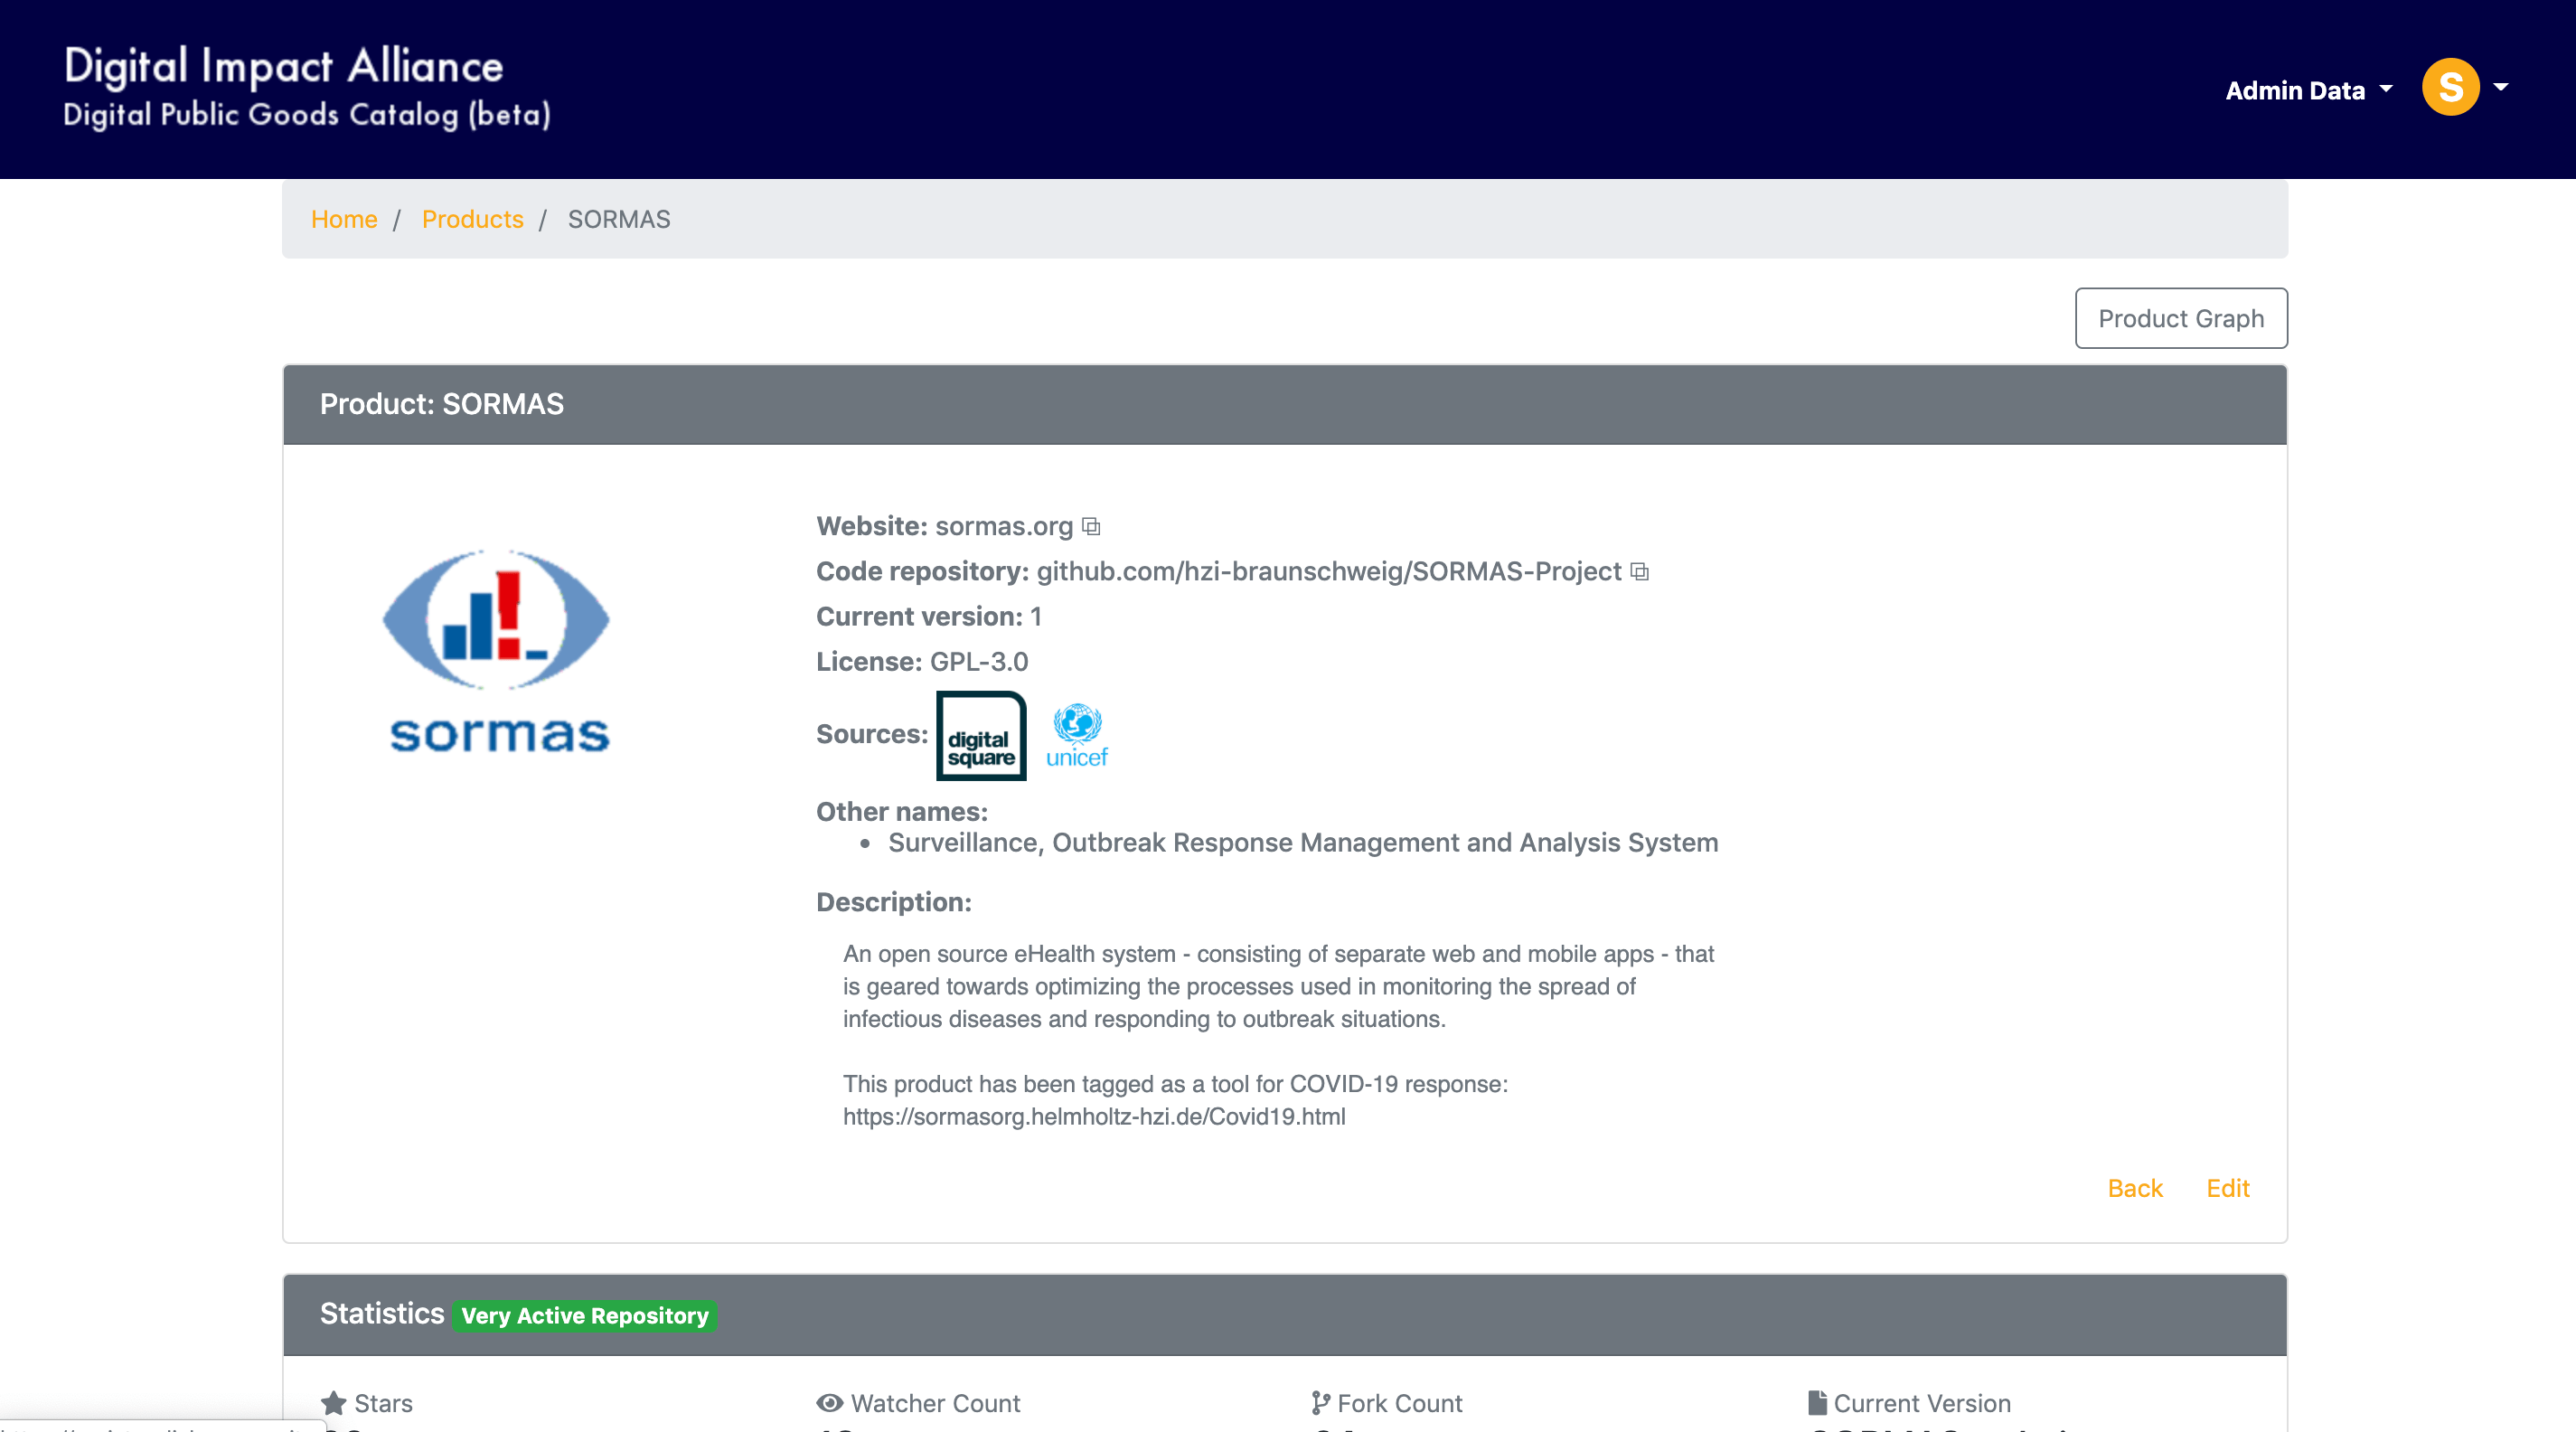 Digital Impact Alliance
Digital Public Goods Catalog (beta)
Admin Data
S
Home / Products / SORMAS
Product Graph
Product: SORMAS
sormas
Website: sormas.org
Code repository: github.com/hzi-braunschweig/SORMAS-Project
Current version: 1
License: GPL-3.0
Sources:
digital
square
unicef
Other names:
• Surveillance, Outbreak Response Management and Analysis System
Description:
An open source eHealth system - consisting of separate web and mobile apps - that
is geared towards optimizing the processes used in monitoring the spread of
infectious diseases and responding to outbreak situations.
This product has been tagged as a tool for COVID-19 response:
https://sormasorg.helmholtz-hzi.de/Covid19.html
Back Edit
Statistics Very Active Repository
Stars
Watcher Count
Fork Count
Current Version